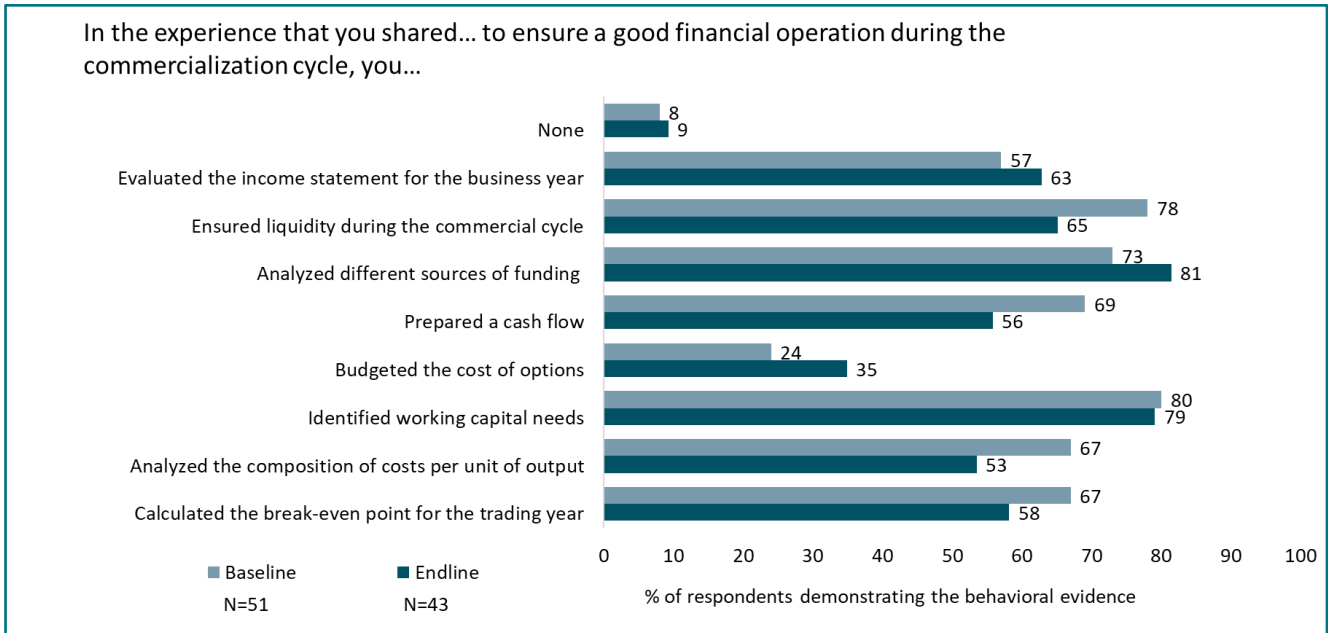 In the experience that you shared... to ensure a good financial operation during the
commercialization cycle, you...
None
8
9
Evaluated the income statement for the business year
57
63
Ensured liquidity during the commercial cycle
78
65
Analyzed different sources of funding
73
81
Prepared a cash flow
69
56
Budgeted the cost of options
24
35
Identified working capital needs
80
79
Analyzed the composition of costs per unit of output
67
53
Calculated the break-even point for the trading year
67
58
0 10 20 30 40 50 60 70 80 90 100
% of respondents demonstrating the behavioral evidence
Baseline Endline
N=51 N=43